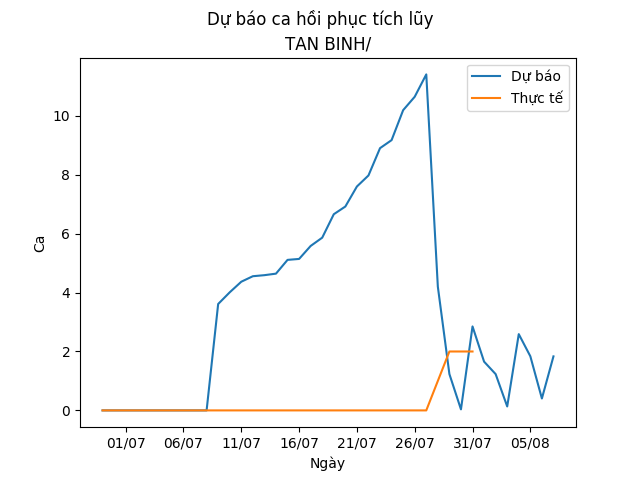 Dự báo ca hồi phục tích lũy
TAN BINH/
Dự báo
Thực tế
Ca
10
8
6
4
2
0
01/07 06/07 11/07 16/07 21/07 26/07 31/07 05/08
Ngày